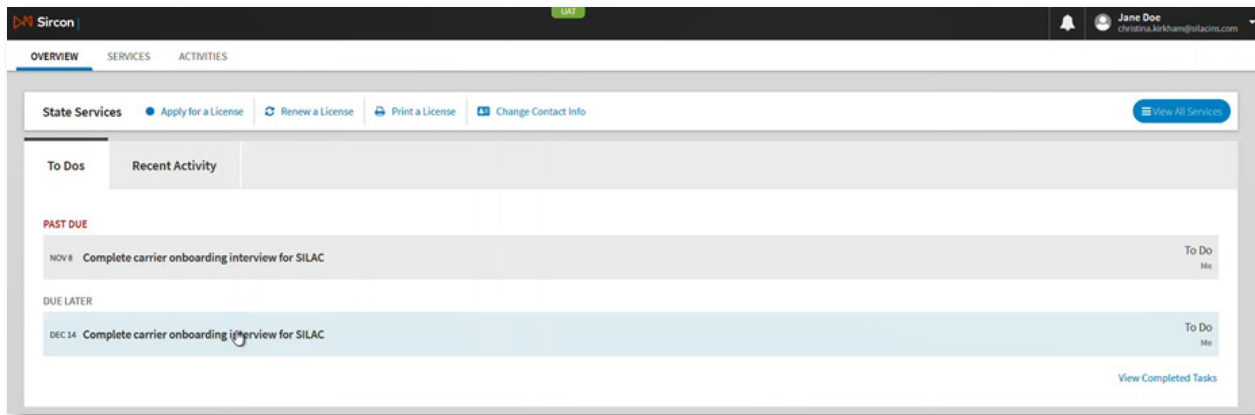 UAT
Sircon
Jane Doe
christina.kirkham@silacins.com
OVERVIEW SERVICES ACTIVITIES
State Services Apply for a License Renew a License Print a License Change Contact Info View All Services
To Dos Recent Activity
PAST DUE
NOV 8 Complete carrier onboarding interview for SILAC To Do
Me
DUE LATER
DEC 14 Complete carrier onboarding interview for SILAC To Do
Me
View Completed Tasks